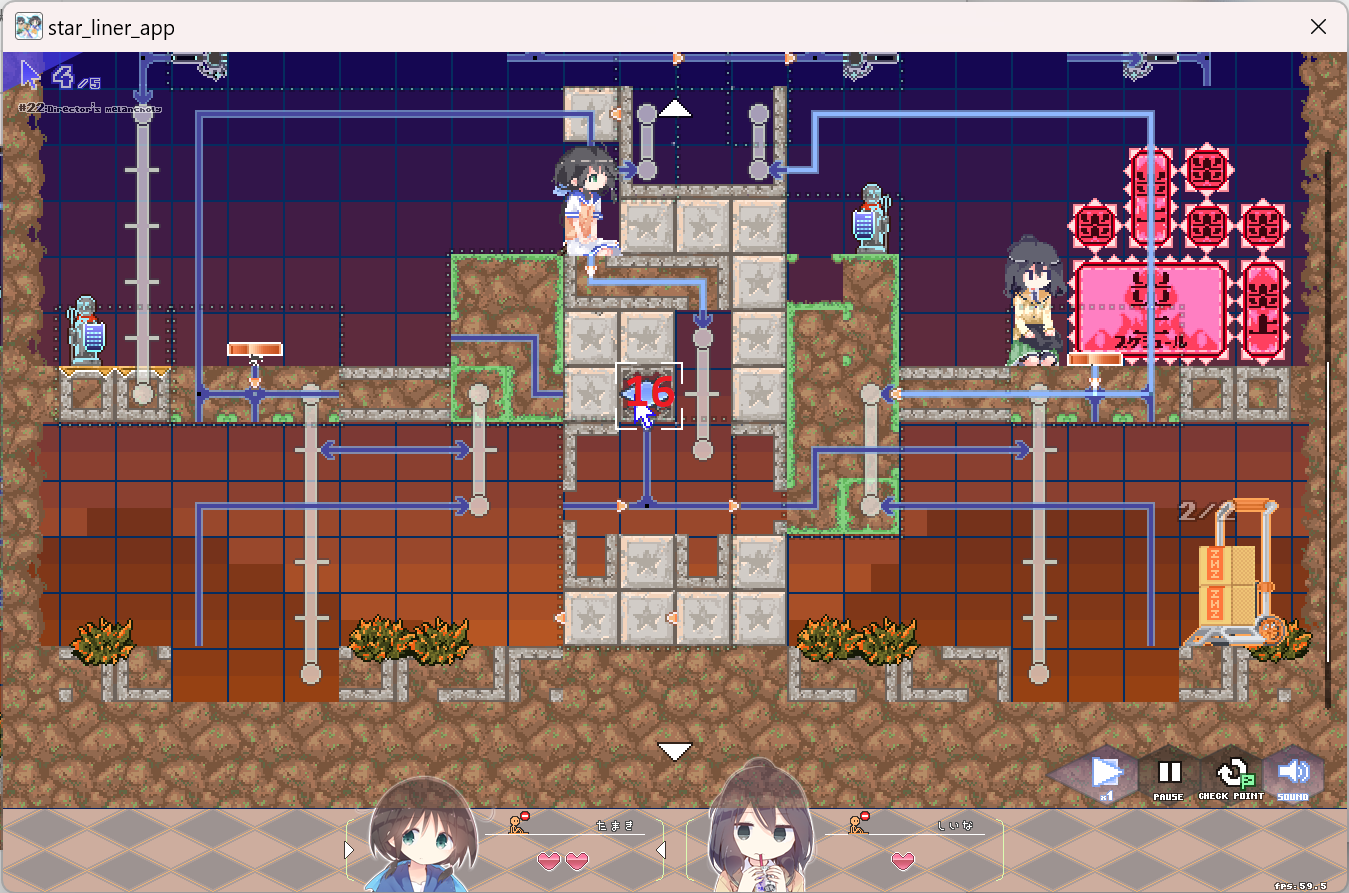 star_liner_app
4/5
#22:Director's melancholy
スケジュール
16
2/2
x1
PAUSE
CHECK POINT
SOUND
たまき
しいな
fps:59.5